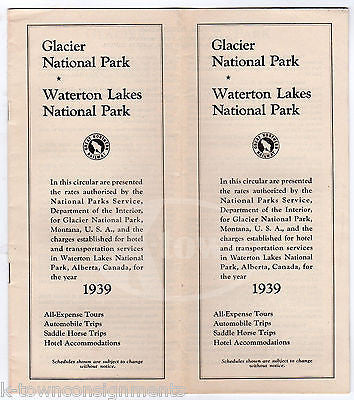 Glacier
National Park
*
Waterton Lakes
National Park
GREAT NORTHERN
RAILWAY
In this circular are presented
the rates authorized by the
National Parks Service,
Department of the Interior,
for Glacier National Park,
Montana, U. S. A., and the
charges established for hotel
and transportation services
in Waterton Lakes National
Park, Alberta, Canada, for
the year
1939
All-Expense Tours
Automobile Trips
Saddle Horse Trips
Hotel Accommodations
Schedules shown are subject to change
without notice.
Glacier
National Park
*
Waterton Lakes
National Park
GREAT NORTHERN
RAILWAY
In this circular are presented
the rates authorized by the
National Parks Service,
Department of the Interior,
for Glacier National Park,
Montana, U. S. A., and the
charges established for hotel
and transportation services
in Waterton Lakes National
Park, Alberta, Canada, for
the year
1939
All-Expense Tours
Automobile Trips
Saddle Horse Trips
Hotel Accommodations
Schedules shown are subject to change
without notice.
k-townconsignments